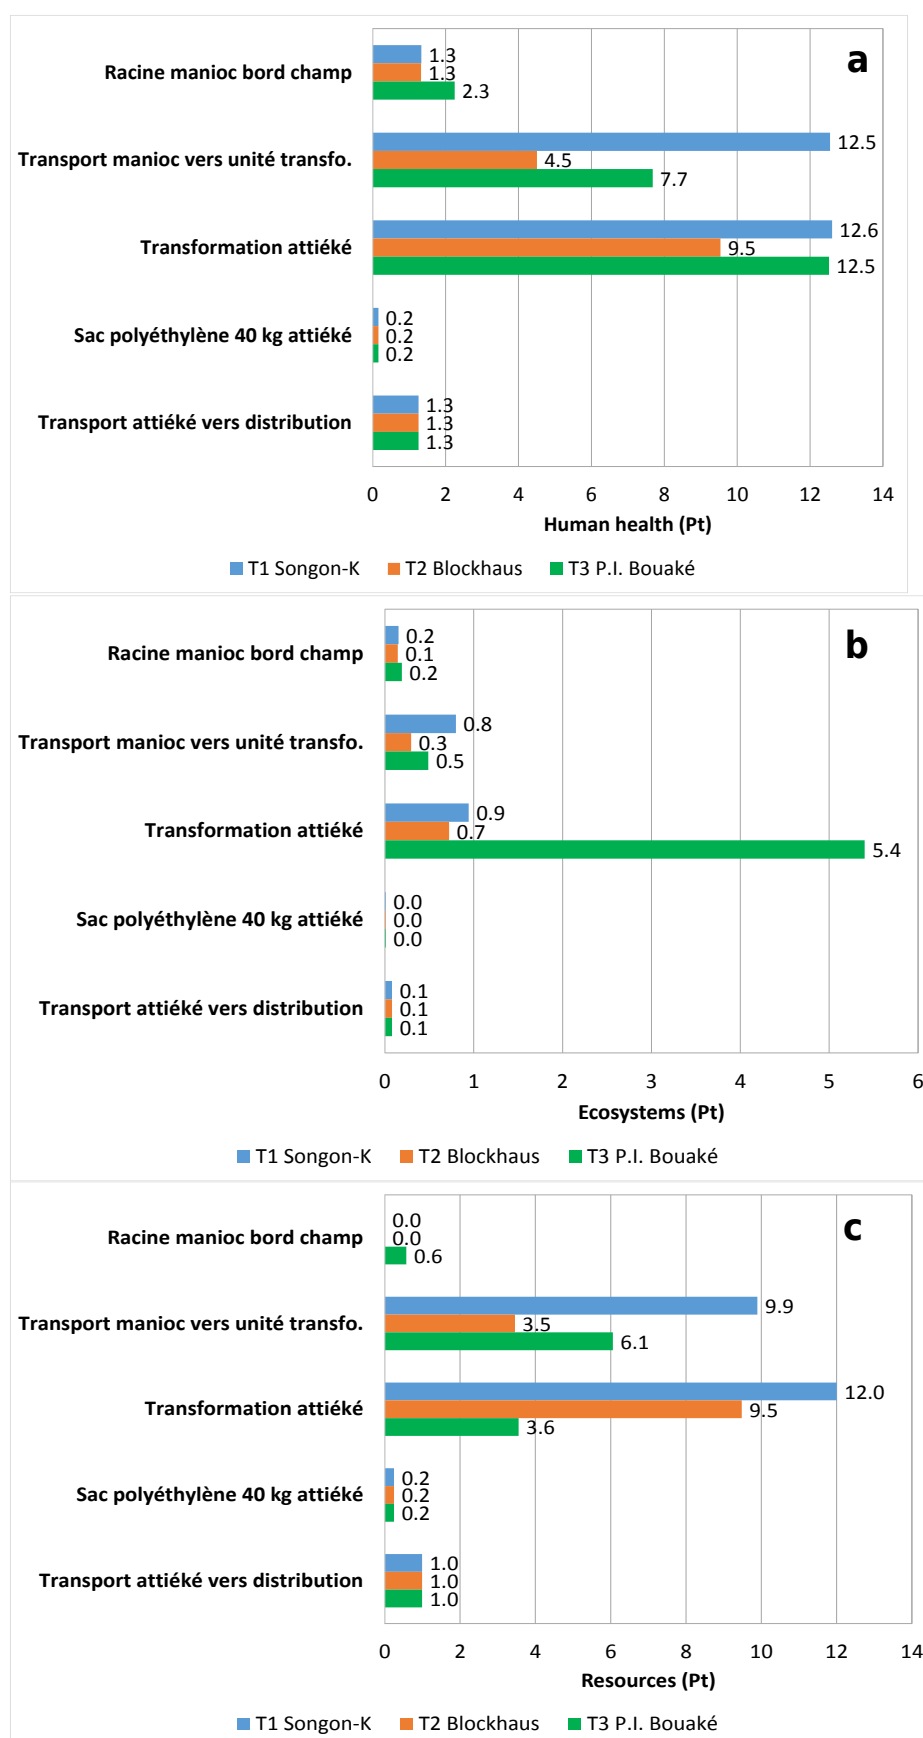 a
Racine manioc bord champ
1.3
1.3
2.3
Transport manioc vers unité transfo.
12.5
4.5
7.7
Transformation attiéké
12.6
9.5
12.5
Sac polyéthylène 40 kg attiéké
0.2
0.2
0.2
Transport attiéké vers distribution
1.3
1.3
1.3
0 2 4 6 8 10 12 14
Human health (Pt)
T1 Songon-K T2 Blockhaus T3 P.I. Bouaké
b
Racine manioc bord champ
0.2
0.1
0.2
Transport manioc vers unité transfo.
0.8
0.3
0.5
Transformation attiéké
0.9
0.7
5.4
Sac polyéthylène 40 kg attiéké
0.0
0.0
0.0
Transport attiéké vers distribution
0.1
0.1
0.1
0 1 2 3 4 5 6
Ecosystems (Pt)
T1 Songon-K T2 Blockhaus T3 P.I. Bouaké
c
Racine manioc bord champ
0.0
0.0
0.6
Transport manioc vers unité transfo.
9.9
3.5
6.1
Transformation attiéké
12.0
9.5
3.6
Sac polyéthylène 40 kg attiéké
0.2
0.2
0.2
Transport attiéké vers distribution
1.0
1.0
1.0
0 2 4 6 8 10 12 14
Resources (Pt)
T1 Songon-K T2 Blockhaus T3 P.I. Bouaké